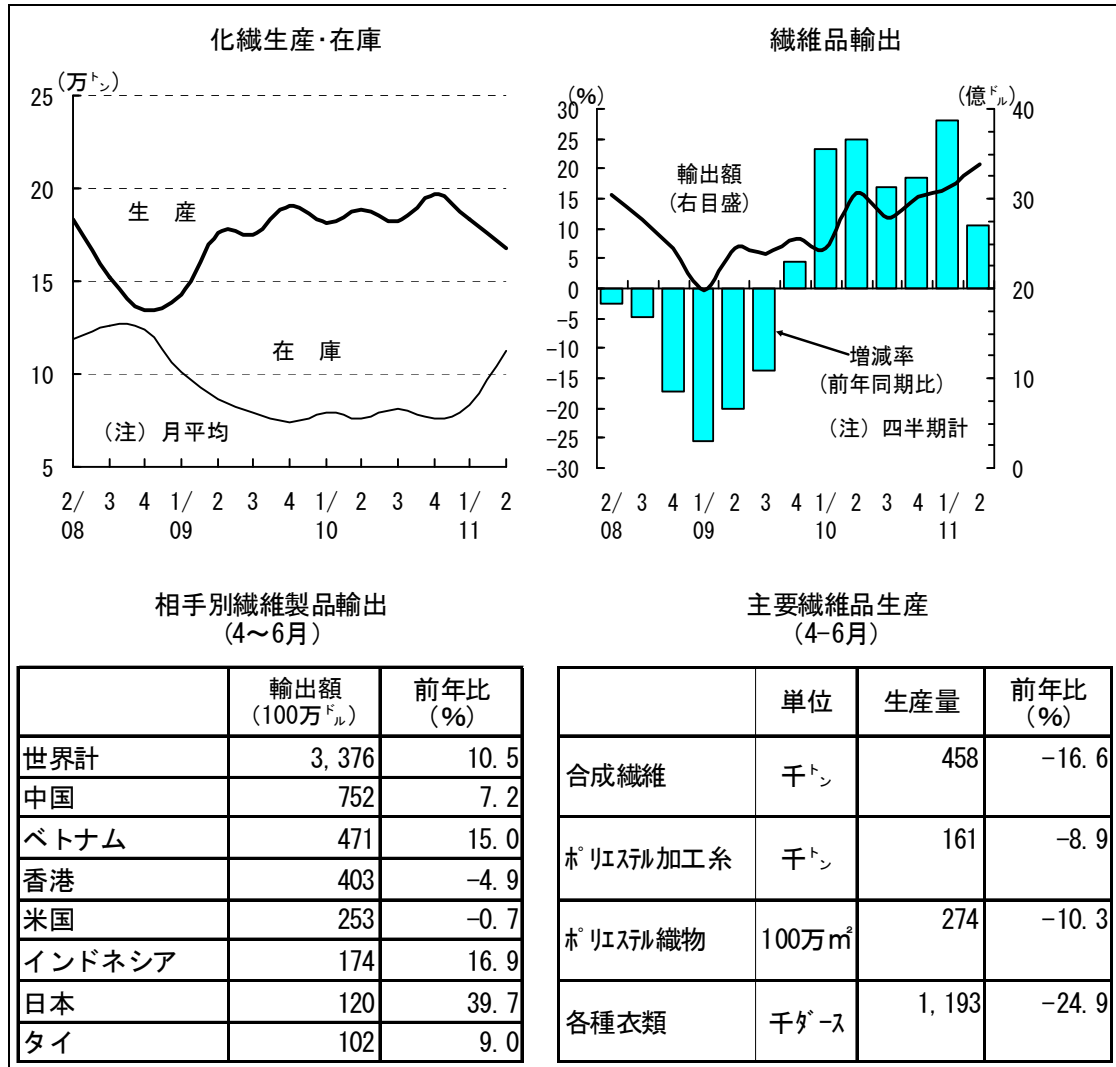 化繊生産・在庫
(万トン)
25
20
15
10
5
生 産
在 庫
(注) 月平均
2/ 3 4 1/ 2 3 4 1/ 2 3 4 1/ 2
08 09 10 11
繊維品輸出
(%)
(億ドル)
30
25
20
15
10
5
0
-5
-10
-15
-20
-25
-30
40
30
20
10
0
輸出額
(右目盛)
増減率
(前年同期比)
(注) 四半期計
2/ 3 4 1/ 2 3 4 1/ 2 3 4 1/ 2
08 09 10 11
相手別繊維製品輸出
(4~6月)
輸出額 前年比
(100万ドル) (%)
世界計 3,376 10.5
中国 752 7.2
ベトナム 471 15.0
香港 403 -4.9
米国 253 -0.7
インドネシア 174 16.9
日本 120 39.7
タイ 102 9.0
主要繊維品生産
(4-6月)
単位 生産量 前年比
(%)
合成繊維 千トン 458 -16.6
ポリエステル加工糸 千トン 161 -8.9
ポリエステル織物 100万㎡ 274 -10.3
各種衣類 千ダース 1,193 -24.9